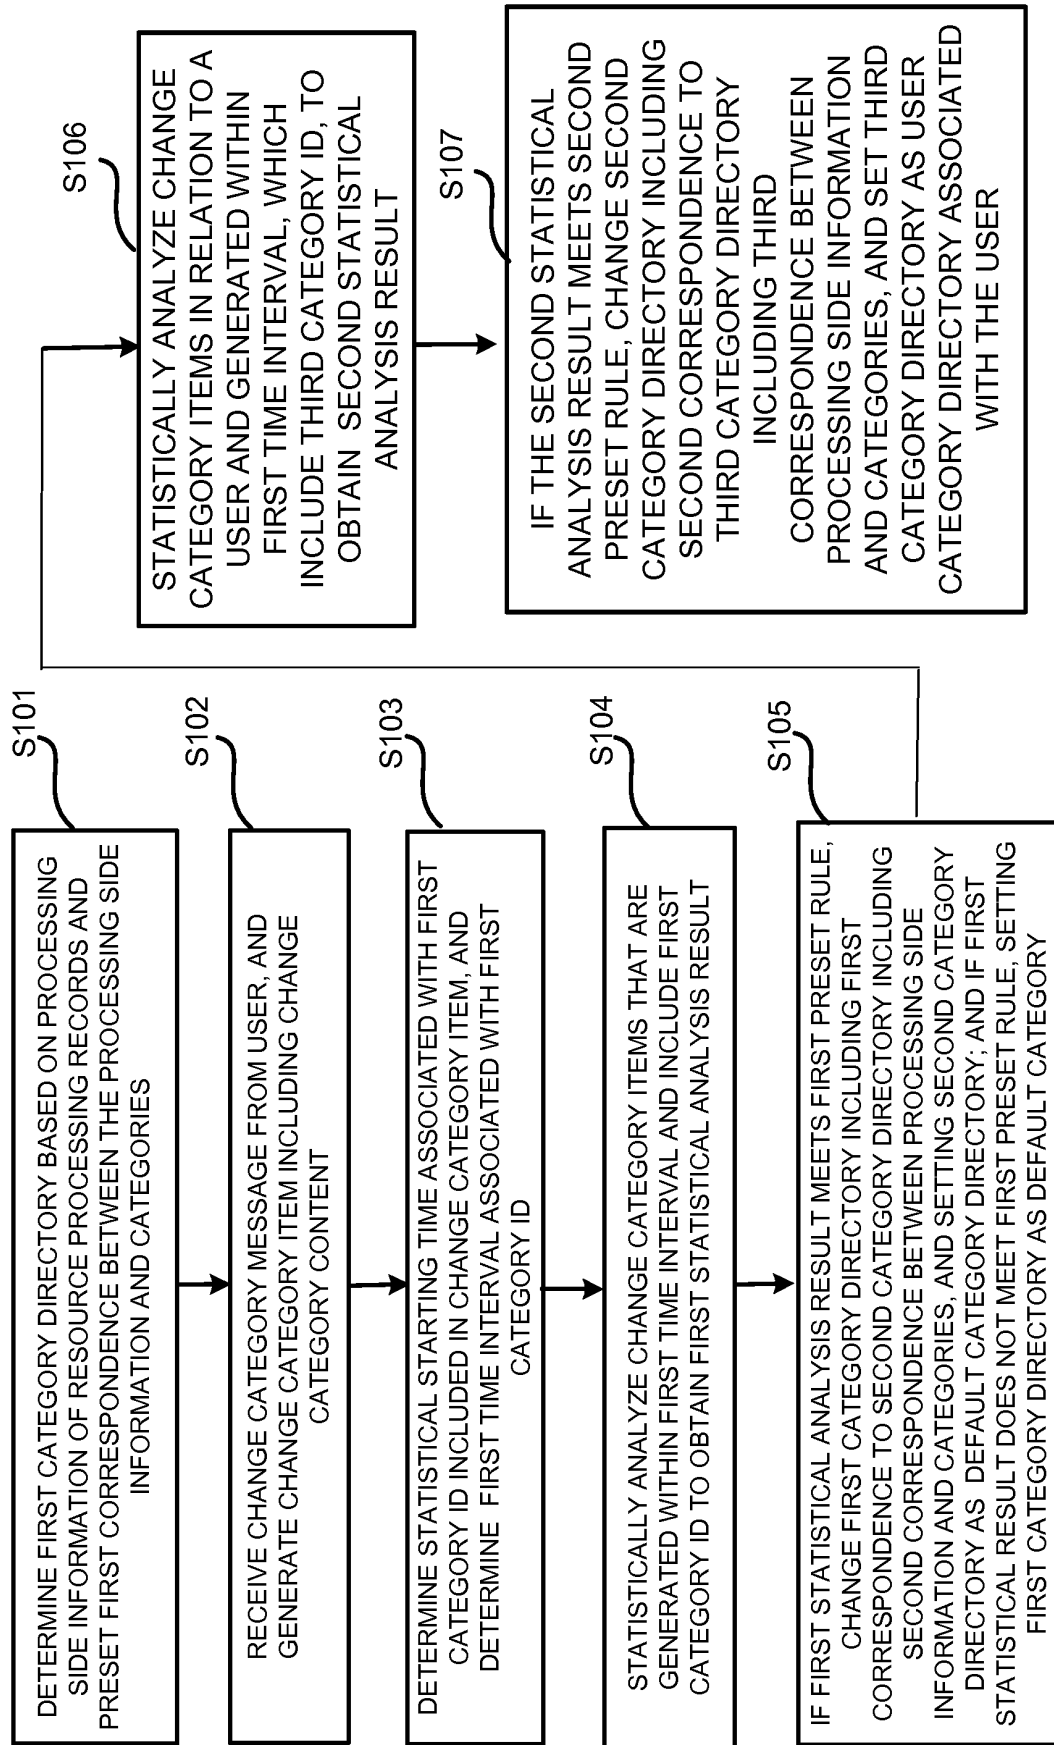 S101
DETERMINE FIRST CATEGORY DIRECTORY BASED ON PROCESSING
SIDE INFORMATION OF RESOURCE PROCESSING RECORDS AND
PRESET FIRST CORRESPONDENCE BETWEEN THE PROCESSING SIDE
INFORMATION AND CATEGORIES
S102
RECEIVE CHANGE CATEGORY MESSAGE FROM USER, AND
GENERATE CHANGE CATEGORY ITEM INCLUDING CHANGE
CATEGORY CONTENT
S103
DETERMINE STATISTICAL STARTING TIME ASSOCIATED WITH FIRST
CATEGORY ID INCLUDED IN CHANGE CATEGORY ITEM, AND
DETERMINE FIRST TIME INTERVAL ASSOCIATED WITH FIRST
CATEGORY ID
S104
STATISTICALLY ANALYZE CHANGE CATEGORY ITEMS THAT ARE
GENERATED WITHIN FIRST TIME INTERVAL AND INCLUDE FIRST
CATEGORY ID TO OBTAIN FIRST STATISTICAL ANALYSIS RESULT
S105
IF FIRST STATISTICAL ANALYSIS RESULT MEETS FIRST PRESET RULE,
CHANGE FIRST CATEGORY DIRECTORY INCLUDING FIRST
CORRESPONDENCE TO SECOND CATEGORY DIRECTORY INCLUDING
SECOND CORRESPONDENCE BETWEEN PROCESSING SIDE
INFORMATION AND CATEGORIES, AND SETTING SECOND CATEGORY
DIRECTORY AS DEFAULT CATEGORY DIRECTORY; AND IF FIRST
STATISTICAL RESULT DOES NOT MEET FIRST PRESET RULE, SETTING
FIRST CATEGORY DIRECTORY AS DEFAULT CATEGORY
S106
STATISTICALLY ANALYZE CHANGE
CATEGORY ITEMS IN RELATION TO A
USER AND GENERATED WITHIN
FIRST TIME INTERVAL, WHICH
INCLUDE THIRD CATEGORY ID, TO
OBTAIN SECOND STATISTICAL
ANALYSIS RESULT
S107
IF THE SECOND STATISTICAL
ANALYSIS RESULT MEETS SECOND
PRESET RULE, CHANGE SECOND
CATEGORY DIRECTORY INCLUDING
SECOND CORRESPONDENCE TO
THIRD CATEGORY DIRECTORY
INCLUDING THIRD
CORRESPONDENCE BETWEEN
PROCESSING SIDE INFORMATION
AND CATEGORIES, AND SET THIRD
CATEGORY DIRECTORY AS USER
CATEGORY DIRECTORY ASSOCIATED
WITH THE USER